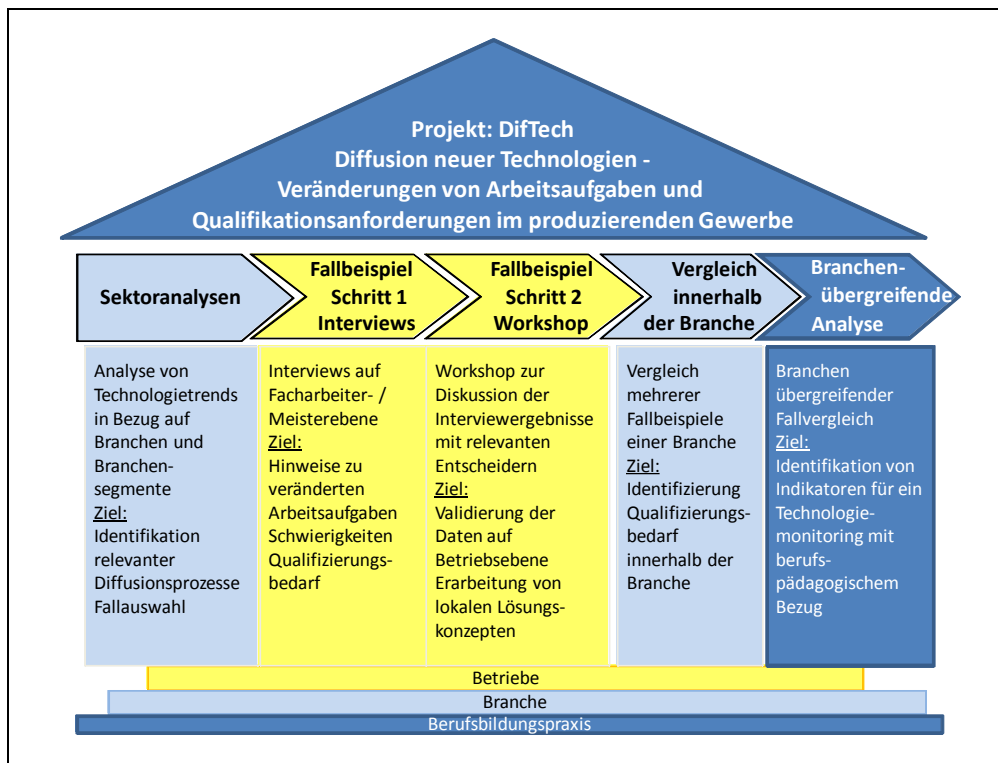 Projekt: DifTech
Diffusion neuer Technologien -
Veränderungen von Arbeitsaufgaben und
Qualifikationsanforderungen im produzierenden Gewerbe
Sektoranalysen
Fallbeispiel
Schritt 1
Interviews
Fallbeispiel
Schritt 2
Workshop
Vergleich
innerhalb
der Branche
Branchen-
übergreifende
Analyse
Analyse von
Technologietrends
in Bezug auf
Branchen und
Branchen-
segmente
Ziel:
Identifikation
relevanter
Diffusionsprozesse
Fallauswahl
Interviews auf
Facharbeiter- /
Meisterebene
Ziel:
Hinweise zu
veränderten
Arbeitsaufgaben
Schwierigkeiten
Qualifizierungs-
bedarf
Workshop zur
Diskussion der
Interviewergebnisse
mit relevanten
Entscheidern
Ziel:
Validierung der
Daten auf
Betriebsebene
Erarbeitung von
lokalen Lösungs-
konzepten
Vergleich
mehrerer
Fallbeispiele
einer Branche
Ziel:
Identifizierung
Qualifizierungs-
bedarf
innerhalb der
Branche
Branchen
übergreifender
Fallvergleich
Ziel:
Identifikation von
Indikatoren für ein
Technologie-
monitoring mit
berufs-
pädagogischem
Bezug
Betriebe
Branche
Berufsbildungspraxis